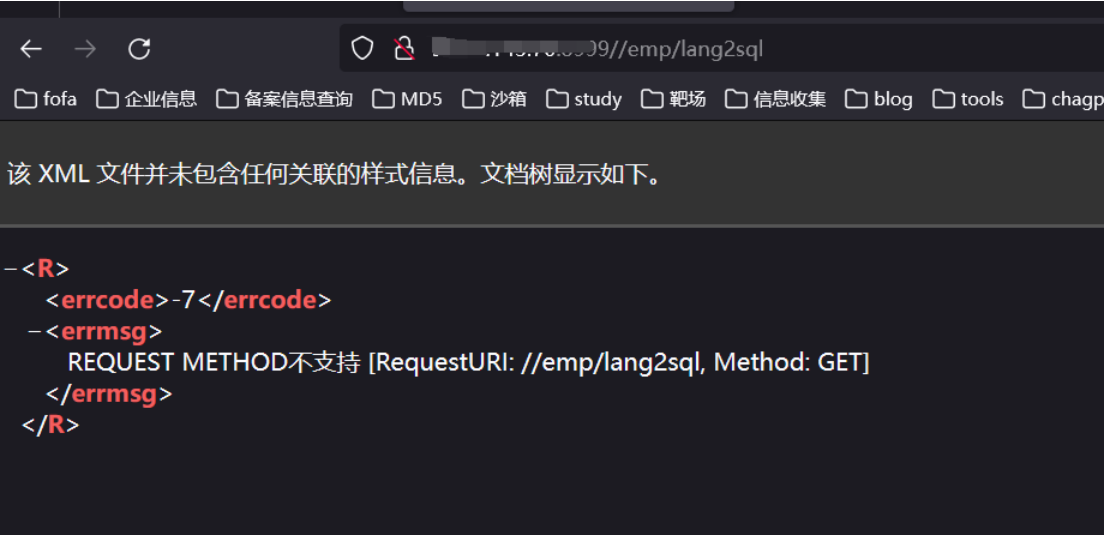 //emp/lang2sql
fofa 企业信息 备案信息查询 MD5 沙箱 study 靶场 信息收集 blog tools chagp
该 XML 文件并未包含任何关联的样式信息。文档树显示如下。
−<R>
<errcode>-7</errcode>
−<errmsg>
REQUEST METHOD不支持 [RequestURI: //emp/lang2sql, Method: GET]
</errmsg>
</R>